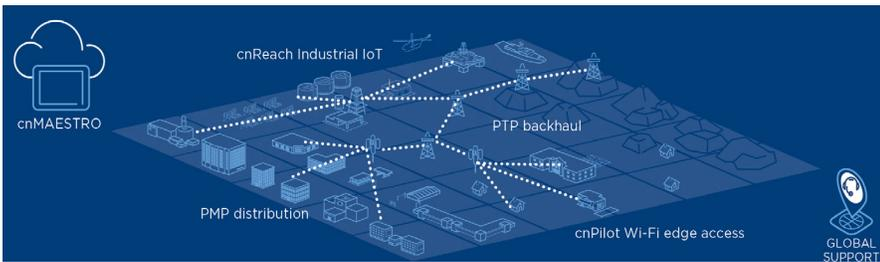 cnReach Industrial IoT
cnMAESTRO
PTP backhaul
PMP distribution
cnPilot Wi-Fi edge access
GLOBAL
SUPPORT